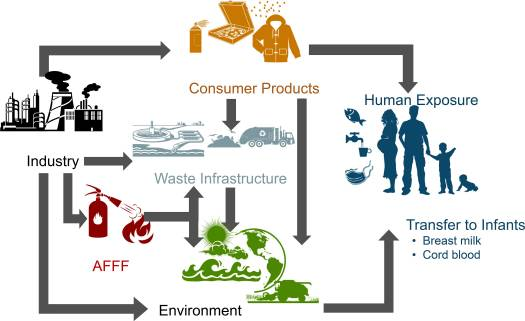 Consumer Products
Human Exposure
Industry
Waste Infrastructure
Transfer to Infants
• Breast milk
• Cord blood
AFFF
Environment